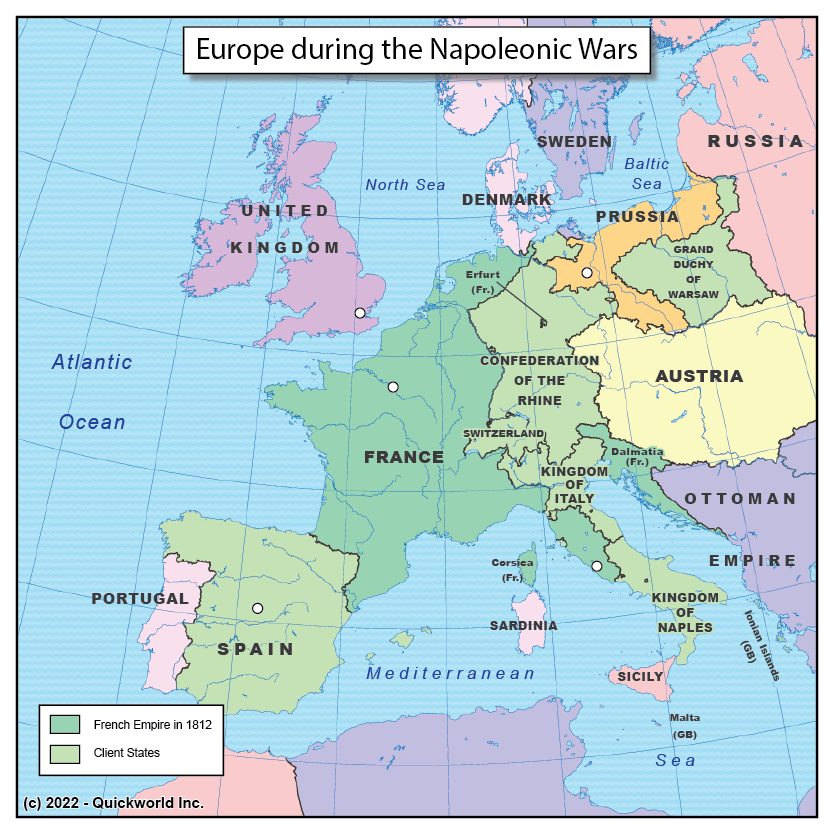 Europe during the Napoleonic Wars
RUSSIA
SWEDEN
Baltic
Sea
North Sea
DENMARK
UNITED
KINGDOM
PRUSSIA
GRAND
DUCHY
OF
WARSAW
Erfurt
(Fr.)
Atlantic
Ocean
CONFEDERATION
OF THE
RHINE
AUSTRIA
SWITZERLAND
FRANCE
Dalmatia
(Fr.)
KINGDOM
OF
ITALY
OTTOMAN
EMPIRE
Corsica
(Fr.)
PORTUGAL
SPAIN
SARDINIA
KINGDOM
OF
NAPLES
Ionian Islands
(GB)
Mediterranean
SICILY
Malta
(GB)
Sea
French Empire in 1812
Client States
(c) 2022 - Quickworld Inc.